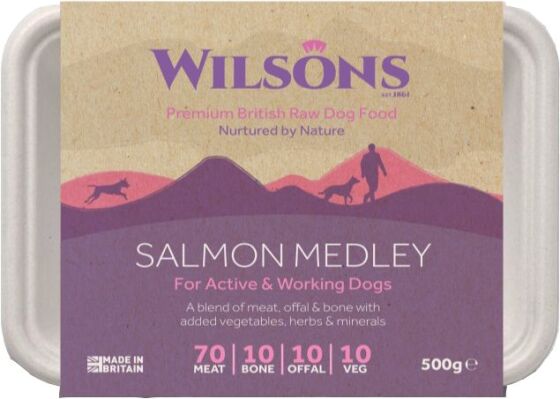 WILSONS
EST. 1861
Premium British Raw Dog Food
Nurtured by Nature
SALMON MEDLEY
For Active & Working Dogs
A blend of meat, offal & bone with
added vegetables, herbs & minerals
MADE IN
BRITAIN
70 | 10 | 10 | 10
MEAT | BONE | OFFAL | VEG
500g ℮